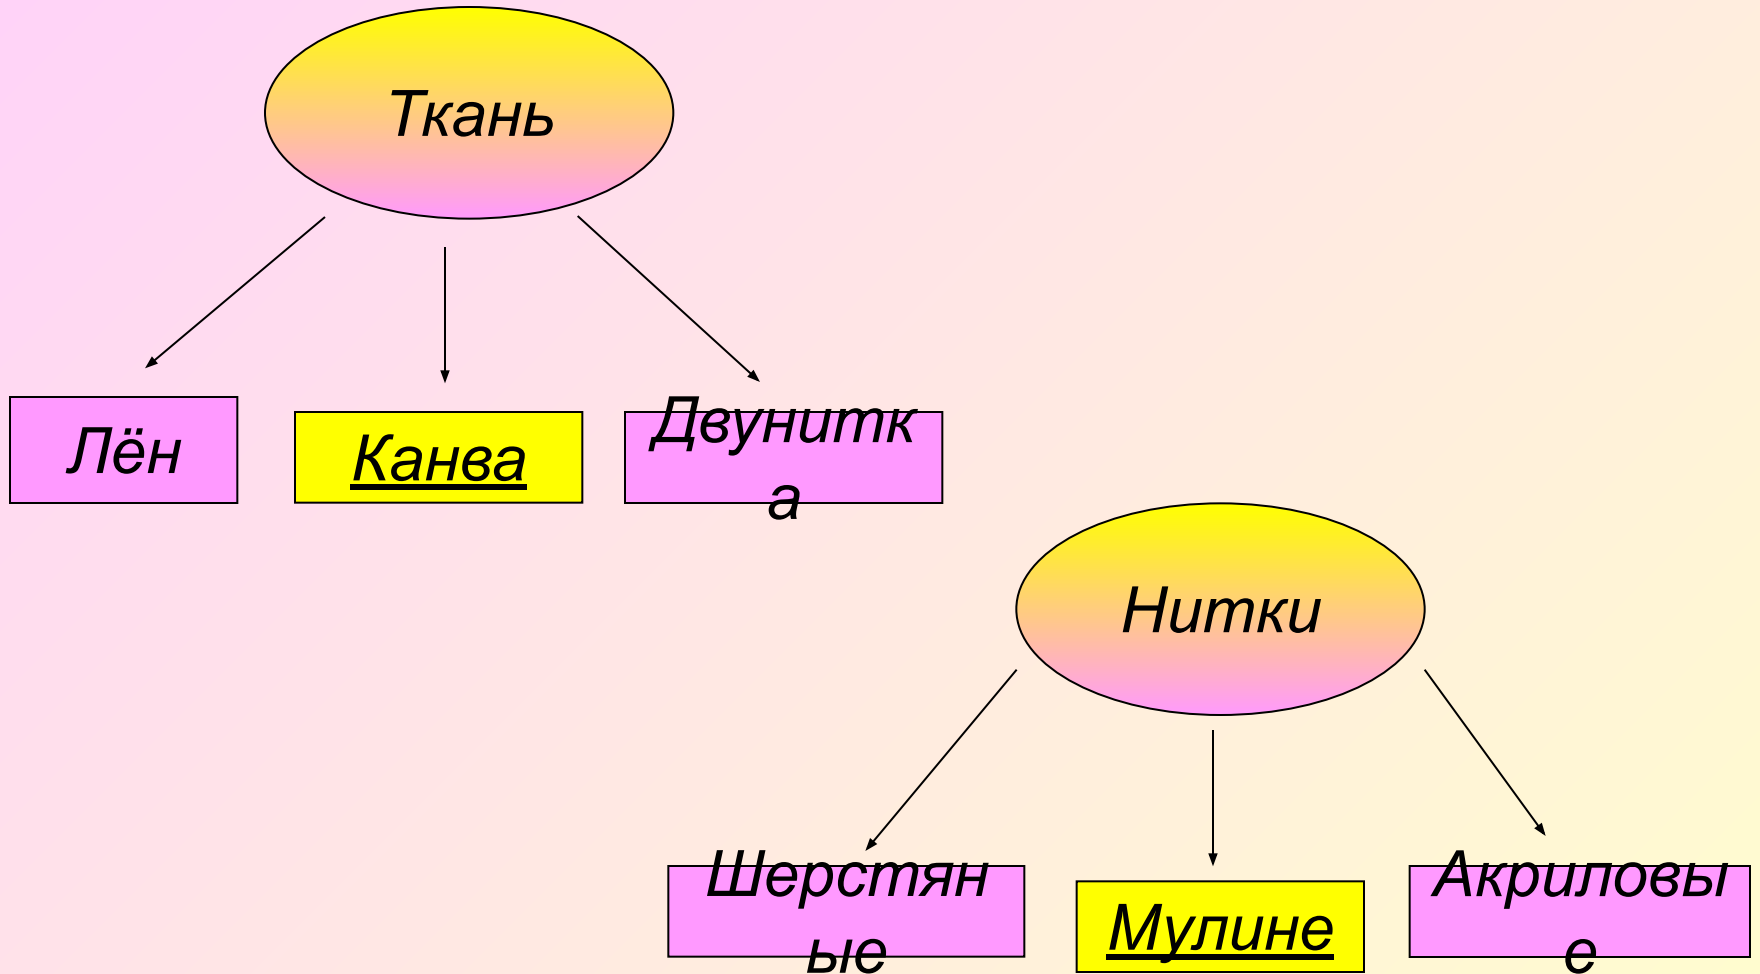 Ткань
Лён
Канва
Двунитк
а
Нитки
Шерстян
ые
Мулине
Акриловы
е